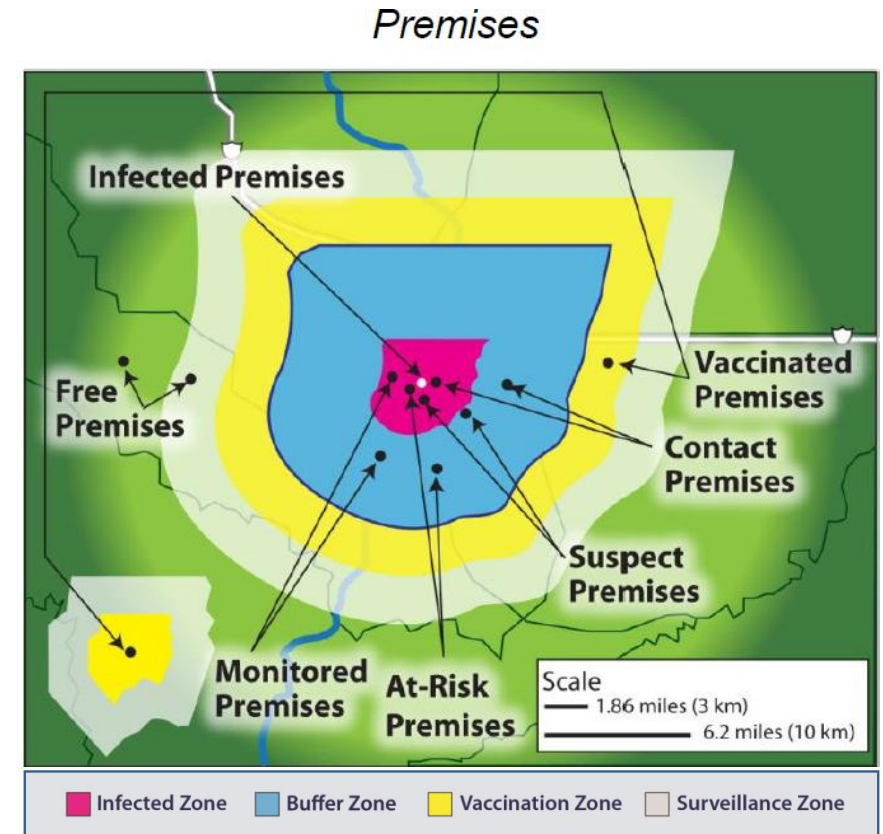 Premises
Infected Premises
Free
Premises
Vaccinated
Premises
Contact
Premises
Suspect
Premises
Monitored
Premises
At-Risk
Premises
Scale
1.86 miles (3 km)
6.2 miles (10 km)
Infected Zone Buffer Zone Vaccination Zone Surveillance Zone